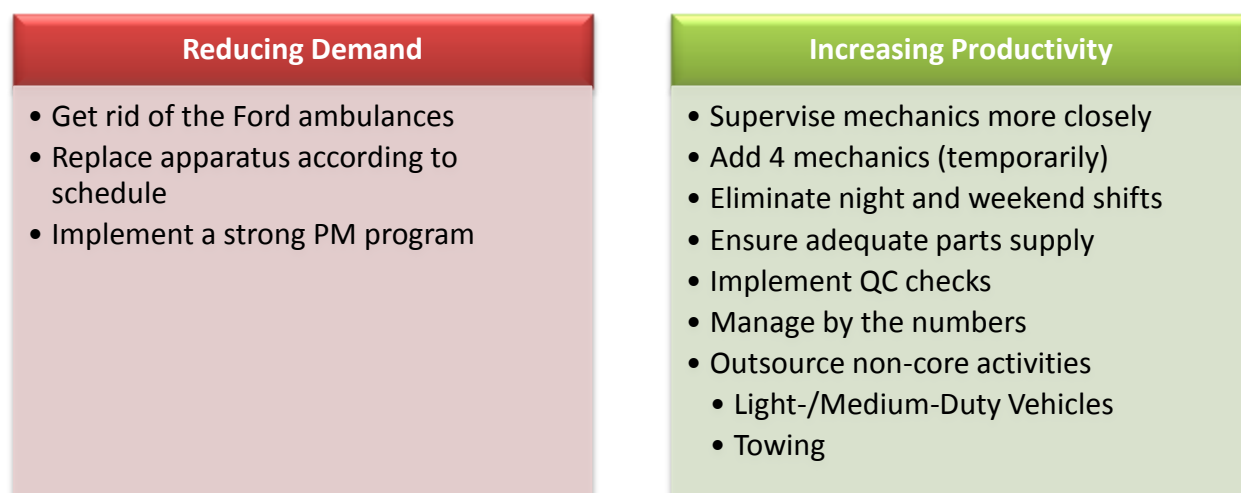 Reducing Demand
• Get rid of the Ford ambulances
• Replace apparatus according to
schedule
• Implement a strong PM program
Increasing Productivity
• Supervise mechanics more closely
• Add 4 mechanics (temporarily)
• Eliminate night and weekend shifts
• Ensure adequate parts supply
• Implement QC checks
• Manage by the numbers
• Outsource non-core activities
• Light-/Medium-Duty Vehicles
• Towing